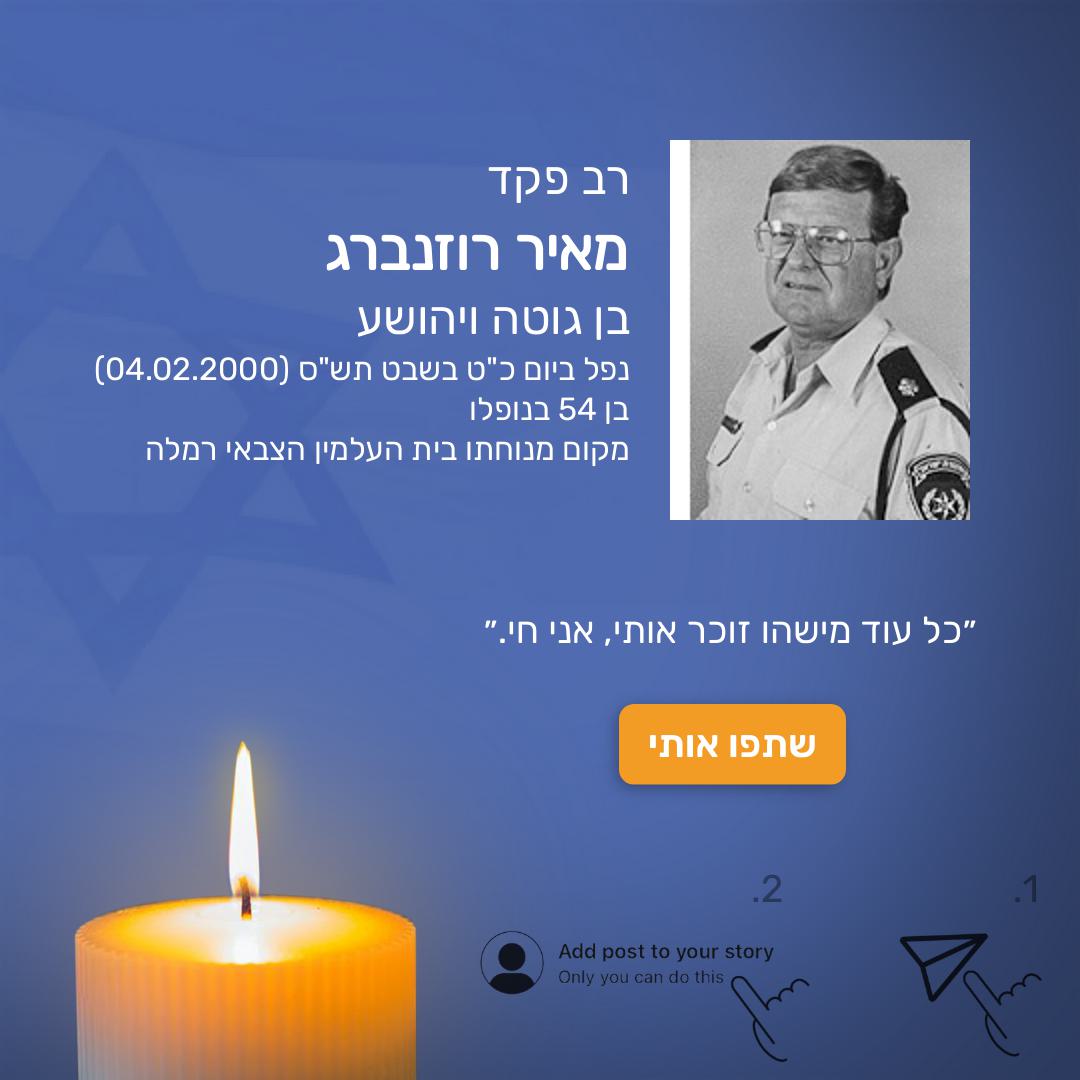 רב פקד
מאיר רוזנברג
בן גוטה ויהושע
נפל ביום כ"ט בשבט תש"ס (04.02.2000)
בן 54 בנופלו
מקום מנוחתו בית העלמין הצבאי רמלה
״כל עוד מישהו זוכר אותי, אני חי.״
שתפו אותי
1.
2.
Add post to your story
Only you can do this